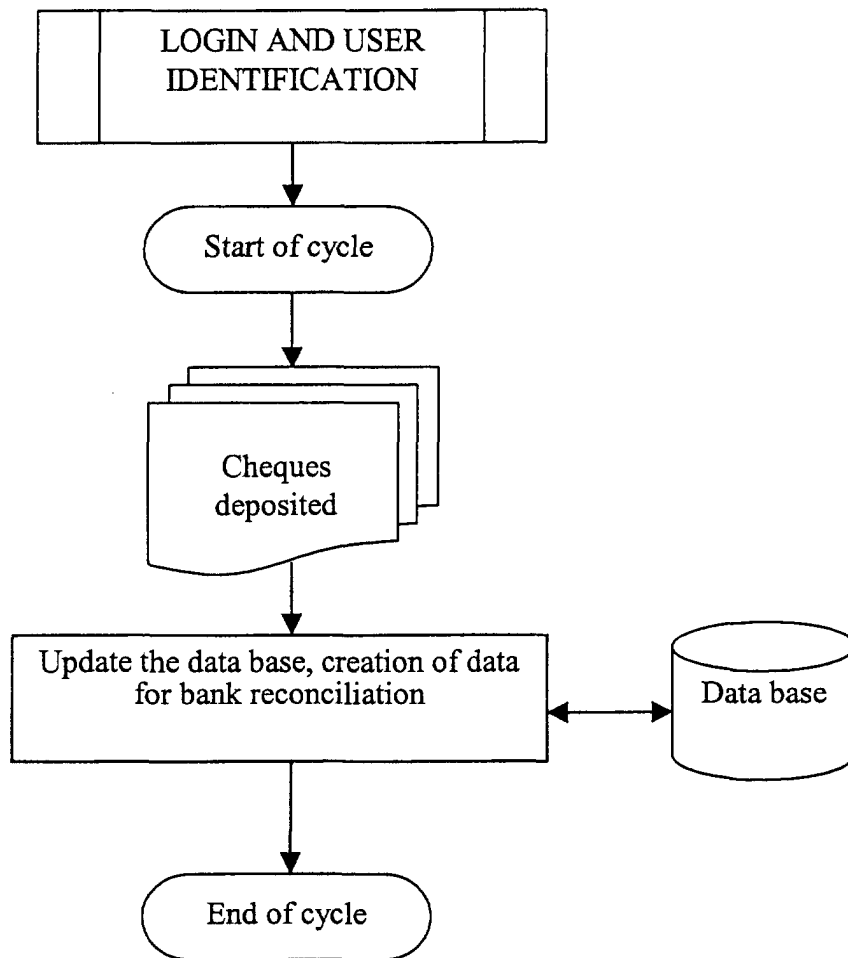 LOGIN AND USER
IDENTIFICATION
Start of cycle
Cheques
deposited
Update the data base, creation of data
for bank reconciliation
Data base
End of cycle